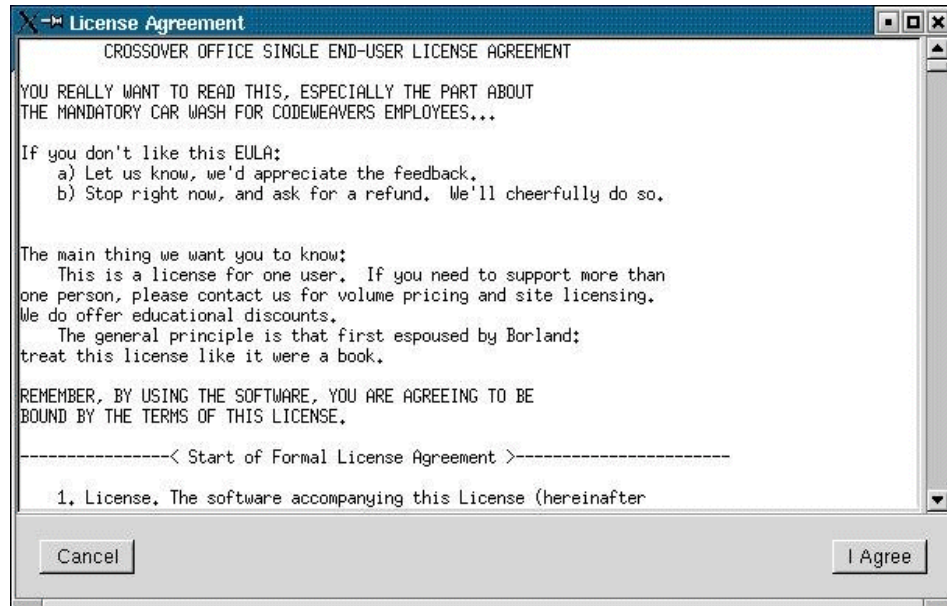 License Agreement
CROSSOVER OFFICE SINGLE END-USER LICENSE AGREEMENT
YOU REALLY WANT TO READ THIS, ESPECIALLY THE PART ABOUT
THE MANDATORY CAR WASH FOR CODEWEAVERS EMPLOYEES...
If you don't like this EULA:
a) Let us know, we'd appreciate the feedback.
b) Stop right now, and ask for a refund.  We'll cheerfully do so.
The main thing we want you to know:
This is a license for one user.  If you need to support more than
one person, please contact us for volume pricing and site licensing.
We do offer educational discounts.
The general principle is that first espoused by Borland:
treat this license like it were a book.
REMEMBER, BY USING THE SOFTWARE, YOU ARE AGREEING TO BE
BOUND BY THE TERMS OF THIS LICENSE.
----------------< Start of Formal License Agreement >-----------------------
1. License. The software accompanying this License (hereinafter
Cancel
I Agree